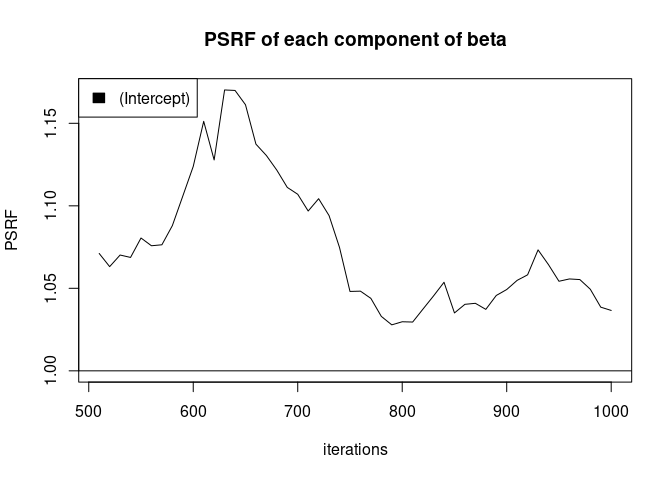 PSRF of each component of beta
(Intercept)
PSRF
1.15
1.10
1.05
1.00
500 600 700 800 900 1000
iterations